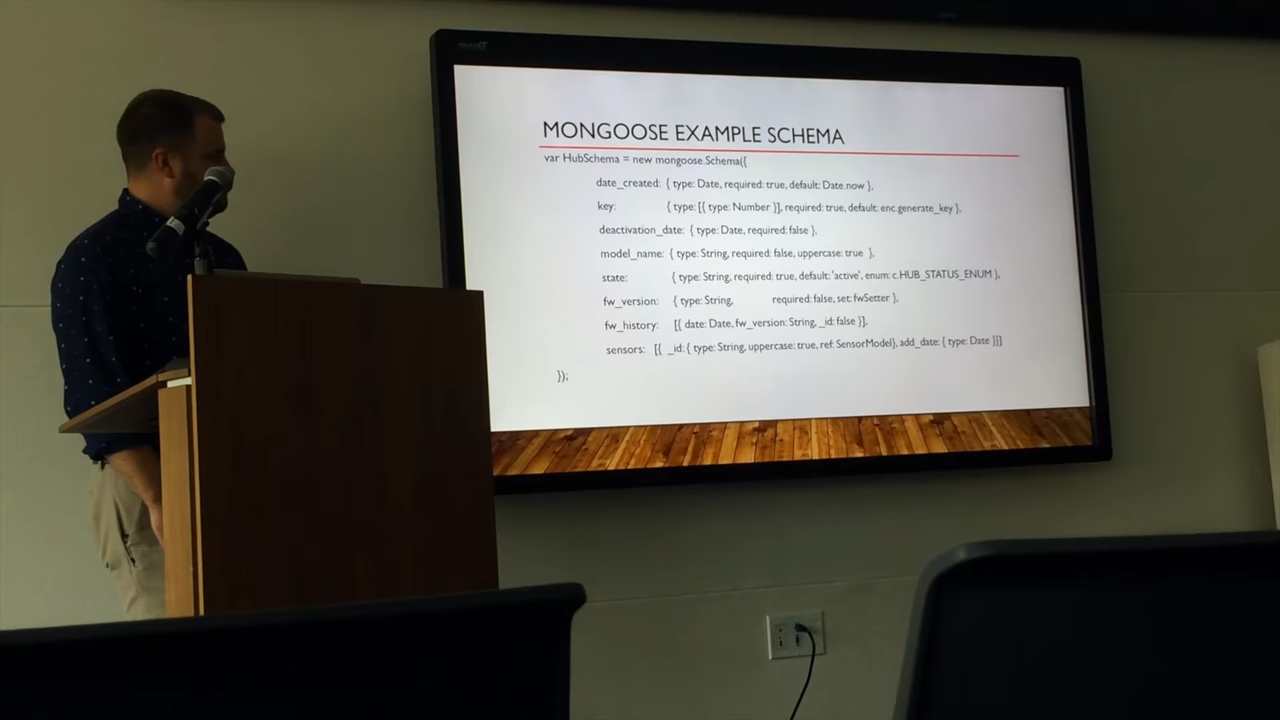 MONGOOSE EXAMPLE SCHEMA
var HubSchema = new mongoose.Schema({
date_created: { type: Date, required: true, default: Date.now },
key: { type: [{ type: Number }], required: true, default: enc.generate_key },
deactivation_date: { type: Date, required: false },
model_name: { type: String, required: false, uppercase: true },
state: { type: String, required: true, default: 'active', enum: c.HUB_STATUS_ENUM },
fw_version: { type: String, required: false, set: fwSetter },
fw_history: [{ date: Date, fw_version: String, _id: false }],
sensors: [{ _id: { type: String, uppercase: true, ref: SensorModel}, add_date: { type: Date }}]
});